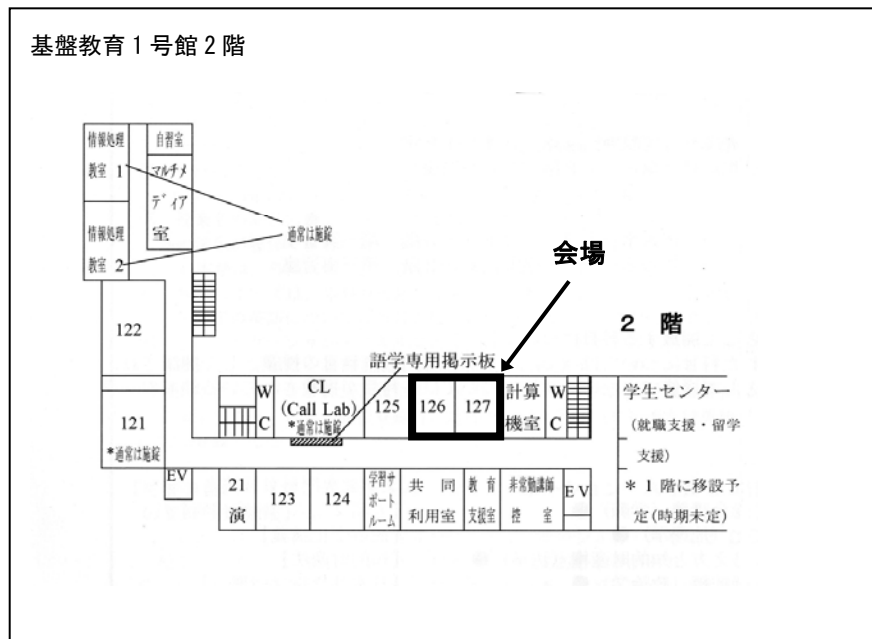 基盤教育１号館２階
情報処理
教室 1
自習室
マルチメ
ディア
室
情報処理
教室 2
通常は施錠
会場
２ 階
122
語学専用掲示板
121
*通常は施錠
EV
WC
CL
(Call Lab)
*通常は施錠
125
126
127
計算
機室
WC
学生センター
(就職支援・留学
支援)
＊１階に移設予
定(時期未定)
21
演
123
124
学習サ
ポート
ルーム
共 同
利用室
教 育
支援室
非常勤講師
控 室
EV